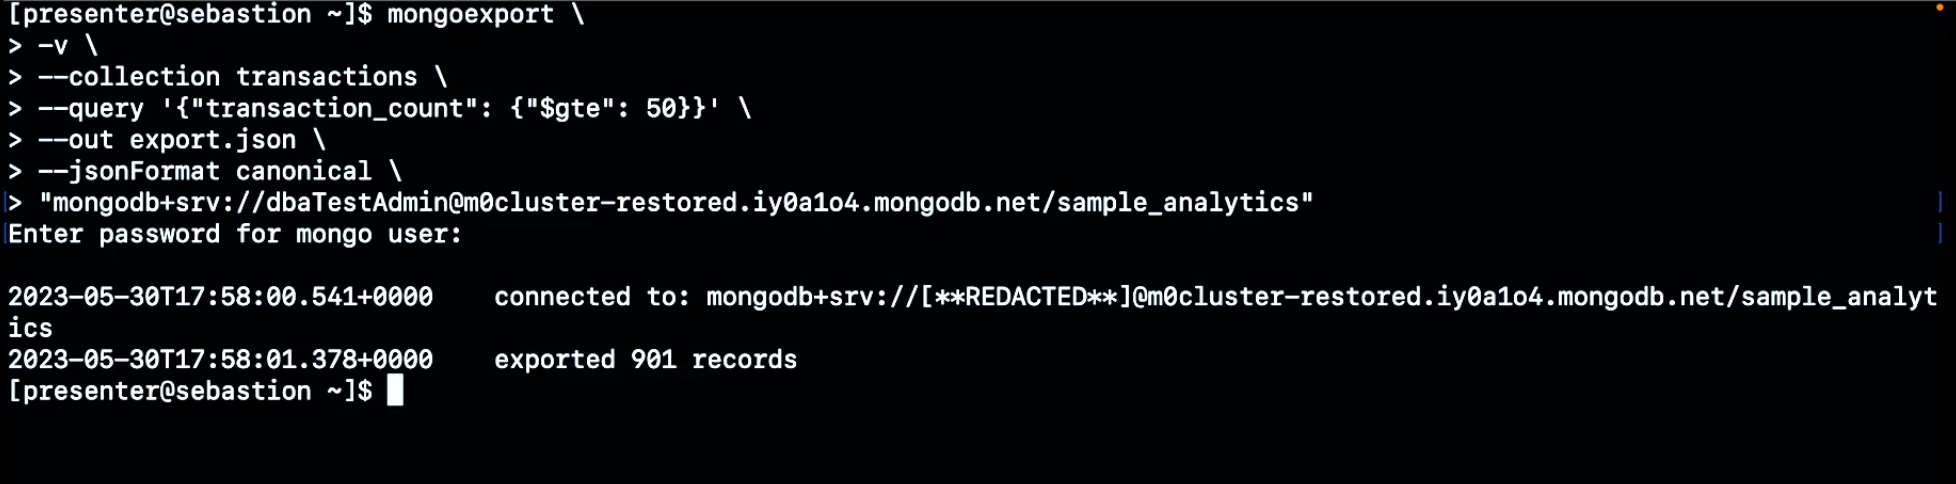 [presenter@sebastion ~]$ mongoexport \
> -v \
> --collection transactions \
> --query '{"transaction_count": {"$gte": 50}}' \
> --out export.json \
> --jsonFormat canonical \
> "mongodb+srv://dbaTestAdmin@m0cluster-restored.iy0a1o4.mongodb.net/sample_analytics"
Enter password for mongo user:
2023-05-30T17:58:00.541+0000    connected to: mongodb+srv://[**REDACTED**]@m0cluster-restored.iy0a1o4.mongodb.net/sample_analyt
ics
2023-05-30T17:58:01.378+0000    exported 901 records
[presenter@sebastion ~]$